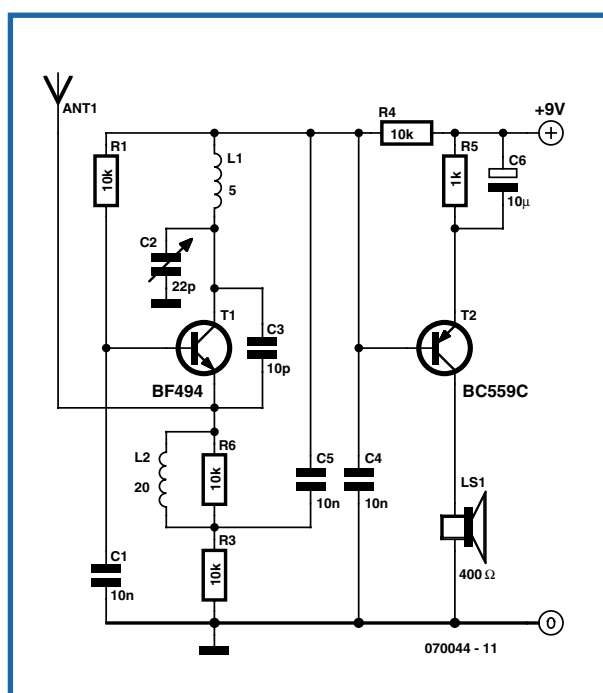 ANT1
R4
10k
+9V
R1
10k
L1
5
R5
1k
C6
10µ
C2
22p
T1
C3
10p
T2
BF494
BC559C
L2
20
R6
10k
C5
10n
C4
10n
LS1
400 Ω
C1
10n
R3
10k
0
070044 - 11